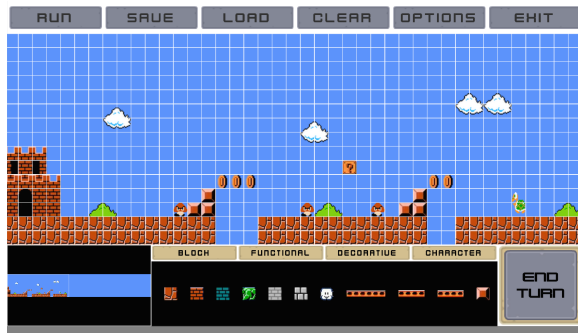 RUN SAVE LOAD CLEAR OPTIONS EXIT
?
BLOCK FUNCTIONAL DECORATIVE CHARACTER
END
TURN